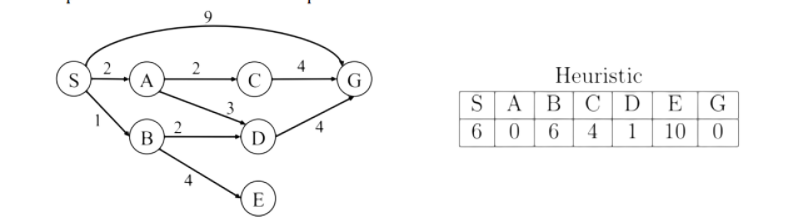 9
S 2 A 2 C 4 G
3
1 B 2 D 4
4
E
Heuristic
S A B C D E G
6 0 6 4 1 10 0